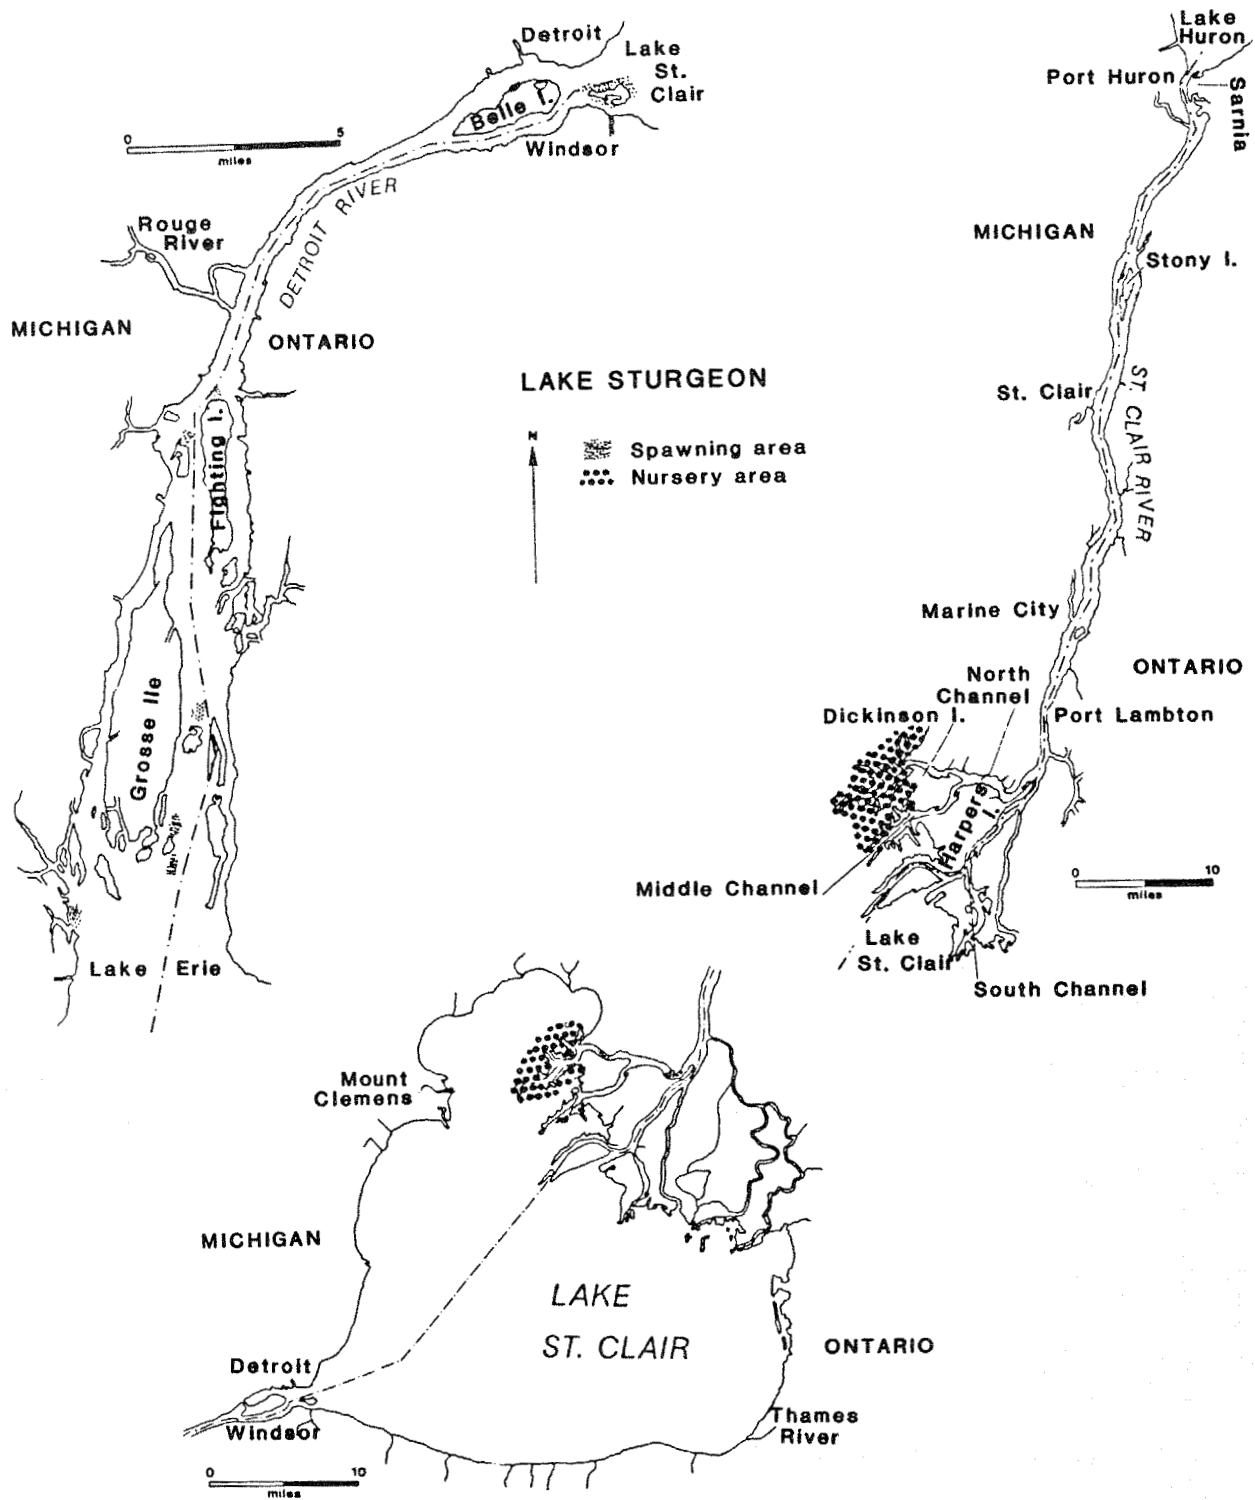 Detroit
Lake
St.
Clair
Belle I.
Windsor
0 5
miles
DETROIT RIVER
Rouge
River
MICHIGAN
ONTARIO
Fighting I.
Grosse Ile
Lake Erie
LAKE STURGEON
N
Spawning area
Nursery area
Lake
Huron
Port Huron
Sarnia
MICHIGAN
Stony I.
St. Clair
ST. CLAIR RIVER
Marine City
ONTARIO
North
Channel
Dickinson I.
Port Lambton
Harpers
I.
0 10
miles
Middle Channel
Lake
St. Clair
South Channel
Mount
Clemens
MICHIGAN
LAKE
ST. CLAIR
ONTARIO
Detroit
Windsor
Thames
River
0 10
miles